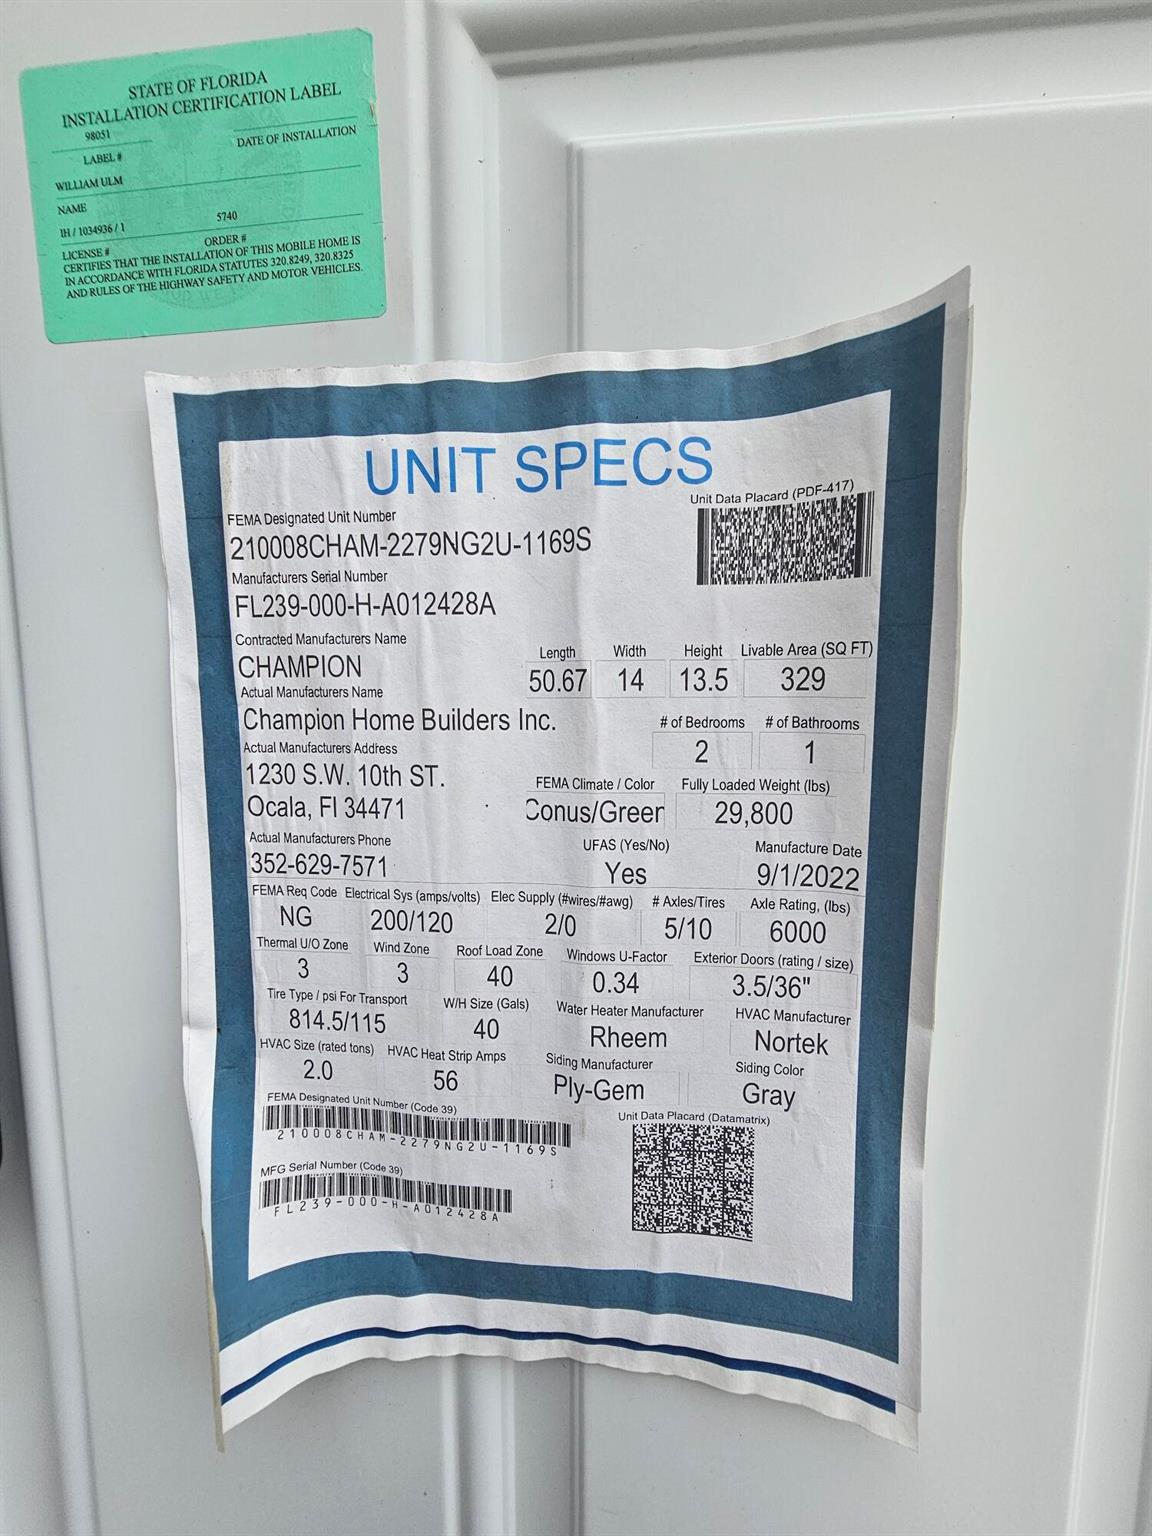 STATE OF FLORIDA
INSTALLATION CERTIFICATION LABEL
98051
LABEL #
DATE OF INSTALLATION
WILLIAM ULM
NAME
IH / 1034936 / 1
5740
LICENSE #
ORDER #
CERTIFIES THAT THE INSTALLATION OF THIS MOBILE HOME IS
IN ACCORDANCE WITH FLORIDA STATUTES 320.8249, 320.8325
AND RULES OF THE HIGHWAY SAFETY AND MOTOR VEHICLES.
UNIT SPECS
Unit Data Placard (PDF-417)
FEMA Designated Unit Number
210008CHAM-2279NG2U-1169S
Manufacturers Serial Number
FL239-000-H-A012428A
Contracted Manufacturers Name
CHAMPION
Length Width Height Livable Area (SQ FT)
50.67 14 13.5 329
Actual Manufacturers Name
Champion Home Builders Inc.
# of Bedrooms # of Bathrooms
2 1
Actual Manufacturers Address
1230 S.W. 10th ST.
Ocala, Fl 34471
FEMA Climate / Color Fully Loaded Weight (lbs)
Conus/Green 29,800
Actual Manufacturers Phone
352-629-7571
UFAS (Yes/No) Manufacture Date
Yes 9/1/2022
FEMA Req Code Electrical Sys (amps/volts) Elec Supply (#wires/#awg) # Axles/Tires Axle Rating, (lbs)
NG 200/120 2/0 5/10 6000
Thermal U/O Zone Wind Zone Roof Load Zone Windows U-Factor Exterior Doors (rating / size)
3 3 40 0.34 3.5/36"
Tire Type / psi For Transport W/H Size (Gals) Water Heater Manufacturer HVAC Manufacturer
814.5/115 40 Rheem Nortek
HVAC Size (rated tons) HVAC Heat Strip Amps Siding Manufacturer Siding Color
2.0 56 Ply-Gem Gray
FEMA Designated Unit Number (Code 39)
210008CHAM-2279NG2U-1169S
Unit Data Placard (Datamatrix)
MFG Serial Number (Code 39)
FL239-000-H-A012428A